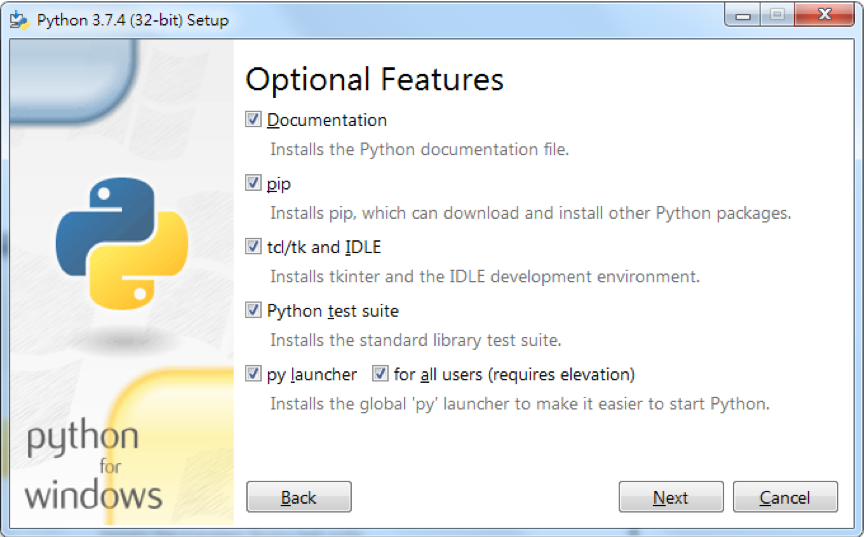 Python 3.7.4 (32-bit) Setup
Optional Features
Documentation
Installs the Python documentation file.
pip
Installs pip, which can download and install other Python packages.
tcl/tk and IDLE
Installs tkinter and the IDLE development environment.
Python test suite
Installs the standard library test suite.
py launcher for all users (requires elevation)
Installs the global 'py' launcher to make it easier to start Python.
python
for
windows
Back Next Cancel